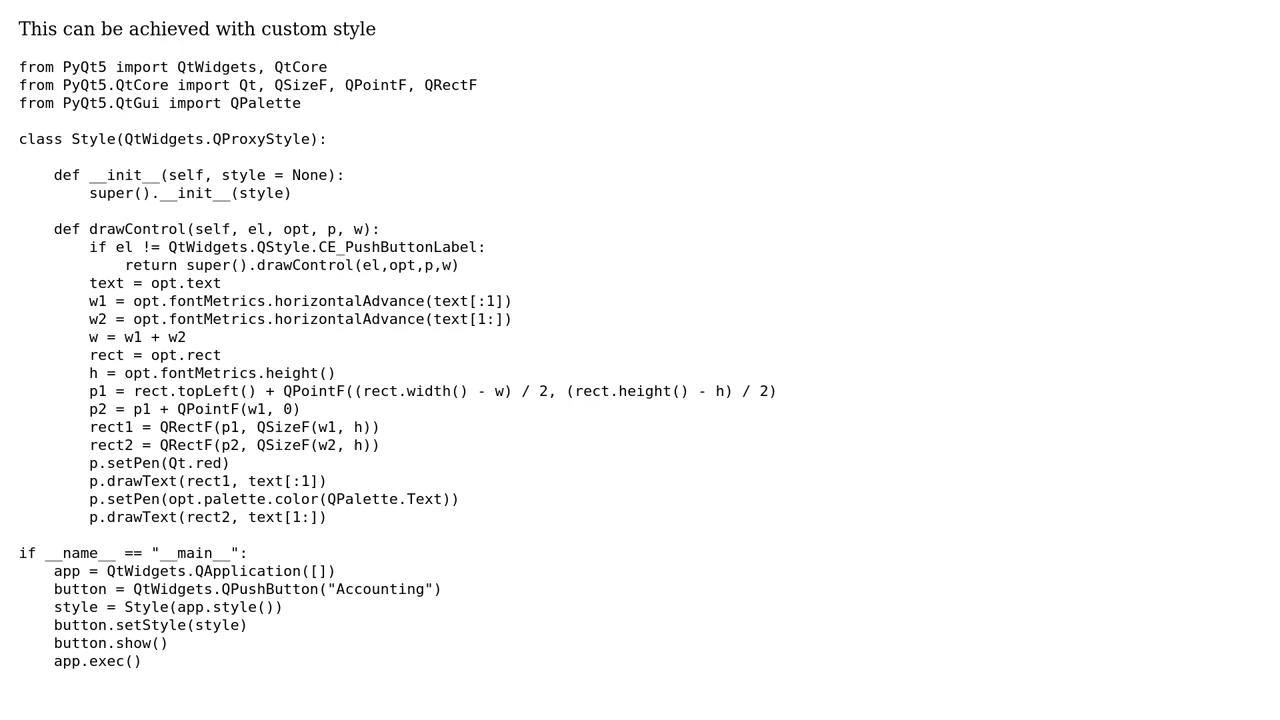 This can be achieved with custom style
from PyQt5 import QtWidgets, QtCore
from PyQt5.QtCore import Qt, QSizeF, QPointF, QRectF
from PyQt5.QtGui import QPalette

class Style(QtWidgets.QProxyStyle):

    def __init__(self, style = None):
        super().__init__(style)

    def drawControl(self, el, opt, p, w):
        if el != QtWidgets.QStyle.CE_PushButtonLabel:
            return super().drawControl(el,opt,p,w)
        text = opt.text
        w1 = opt.fontMetrics.horizontalAdvance(text[:1])
        w2 = opt.fontMetrics.horizontalAdvance(text[1:])
        w = w1 + w2
        rect = opt.rect
        h = opt.fontMetrics.height()
        p1 = rect.topLeft() + QPointF((rect.width() - w) / 2, (rect.height() - h) / 2)
        p2 = p1 + QPointF(w1, 0)
        rect1 = QRectF(p1, QSizeF(w1, h))
        rect2 = QRectF(p2, QSizeF(w2, h))
        p.setPen(Qt.red)
        p.drawText(rect1, text[:1])
        p.setPen(opt.palette.color(QPalette.Text))
        p.drawText(rect2, text[1:])

if __name__ == "__main__":
    app = QtWidgets.QApplication([])
    button = QtWidgets.QPushButton("Accounting")
    style = Style(app.style())
    button.setStyle(style)
    button.show()
    app.exec()